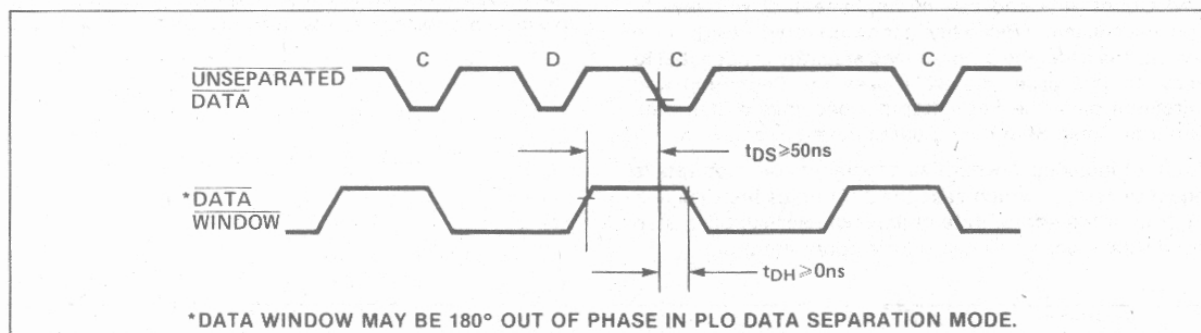 C D C C
UNSEPARATED
DATA
tDS≥50ns
*DATA
WINDOW
tDH≥0ns
*DATA WINDOW MAY BE 180° OUT OF PHASE IN PLO DATA SEPARATION MODE.